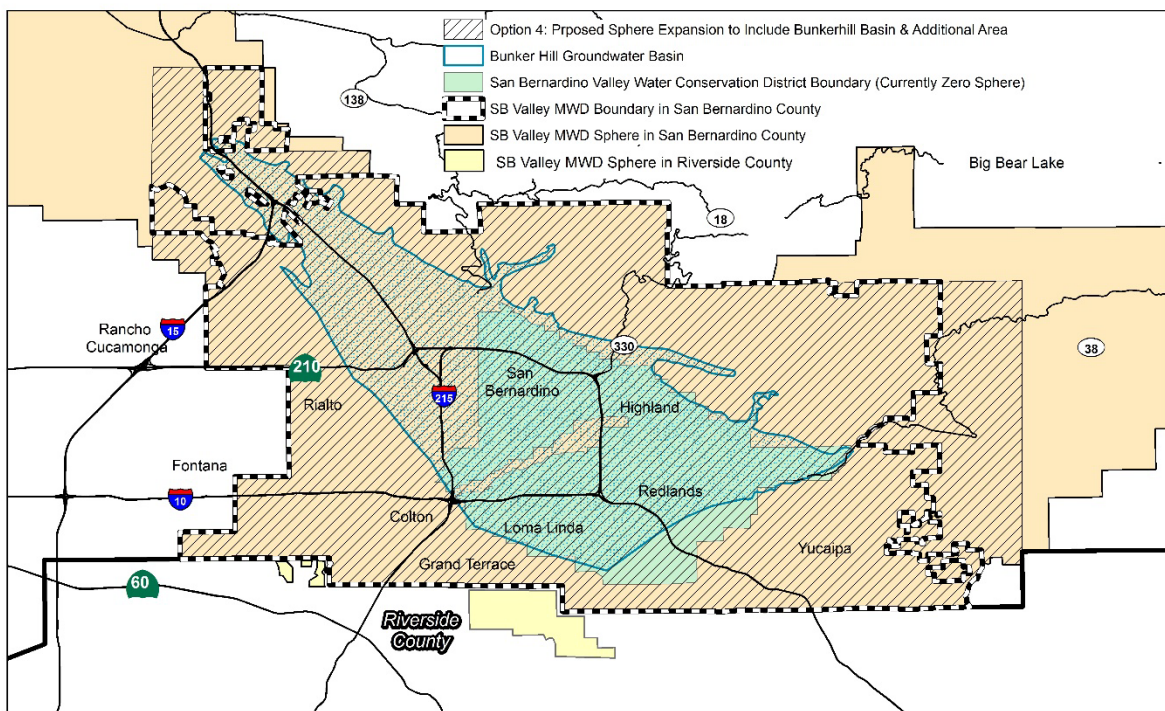 Option 4: Prposed Sphere Expansion to Include Bunkerhill Basin & Additional Area
Bunker Hill Groundwater Basin
San Bernardino Valley Water Conservation District Boundary (Currently Zero Sphere)
SB Valley MWD Boundary in San Bernardino County
SB Valley MWD Sphere in San Bernardino County
SB Valley MWD Sphere in Riverside County
138
Big Bear Lake
18
Rancho
Cucamonga
15
330
38
210
San
Bernardino
215
Highland
Rialto
Fontana
10
Redlands
Colton
Loma Linda
Yucaipa
Grand Terrace
60
Riverside
County